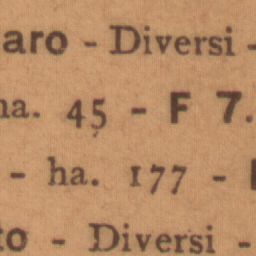 aro - Diversi -
ha. 45 - F 7.
- ha. 177 -
to - Diversi -